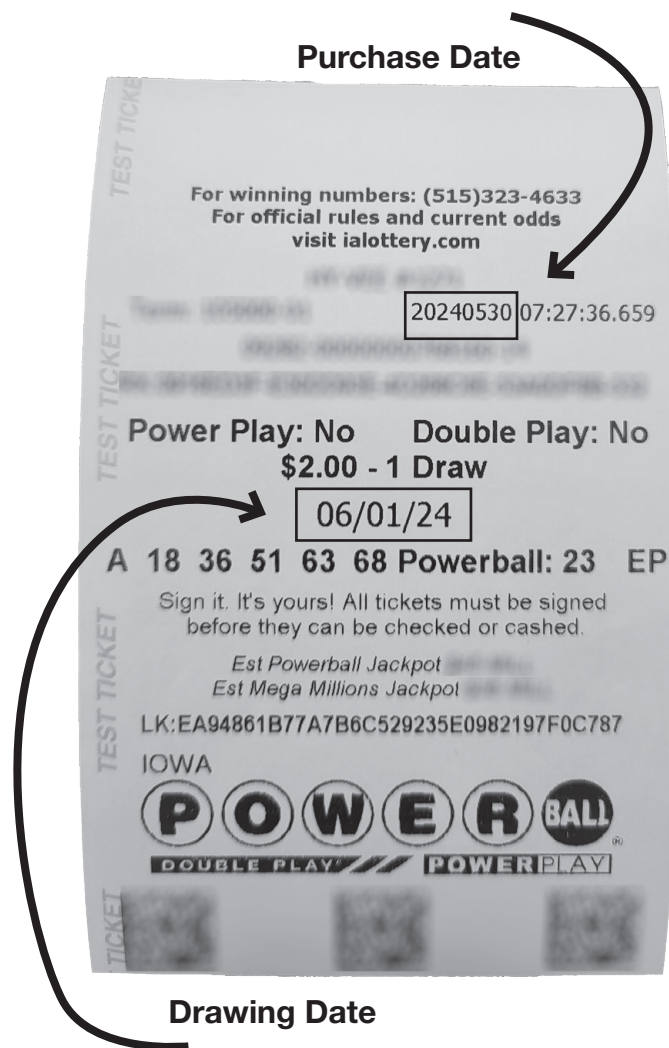 Purchase Date
TEST TICKE
For winning numbers: (515)323-4633
For official rules and current odds
visit ialottery.com
20240530 07:27:36.659
TEST TICKET
Power Play: No Double Play: No
$2.00 - 1 Draw
06/01/24
A 18 36 51 63 68 Powerball: 23 EP
Sign it. It's yours! All tickets must be signed
before they can be checked or cashed.
Est Powerball Jackpot
Est Mega Millions Jackpot
TEST TICKET
LK:EA94861B77A7B6C529235E0982197F0C787
IOWA
POWER BALL®
DOUBLE PLAY POWERPLAY
TICKET
Drawing Date